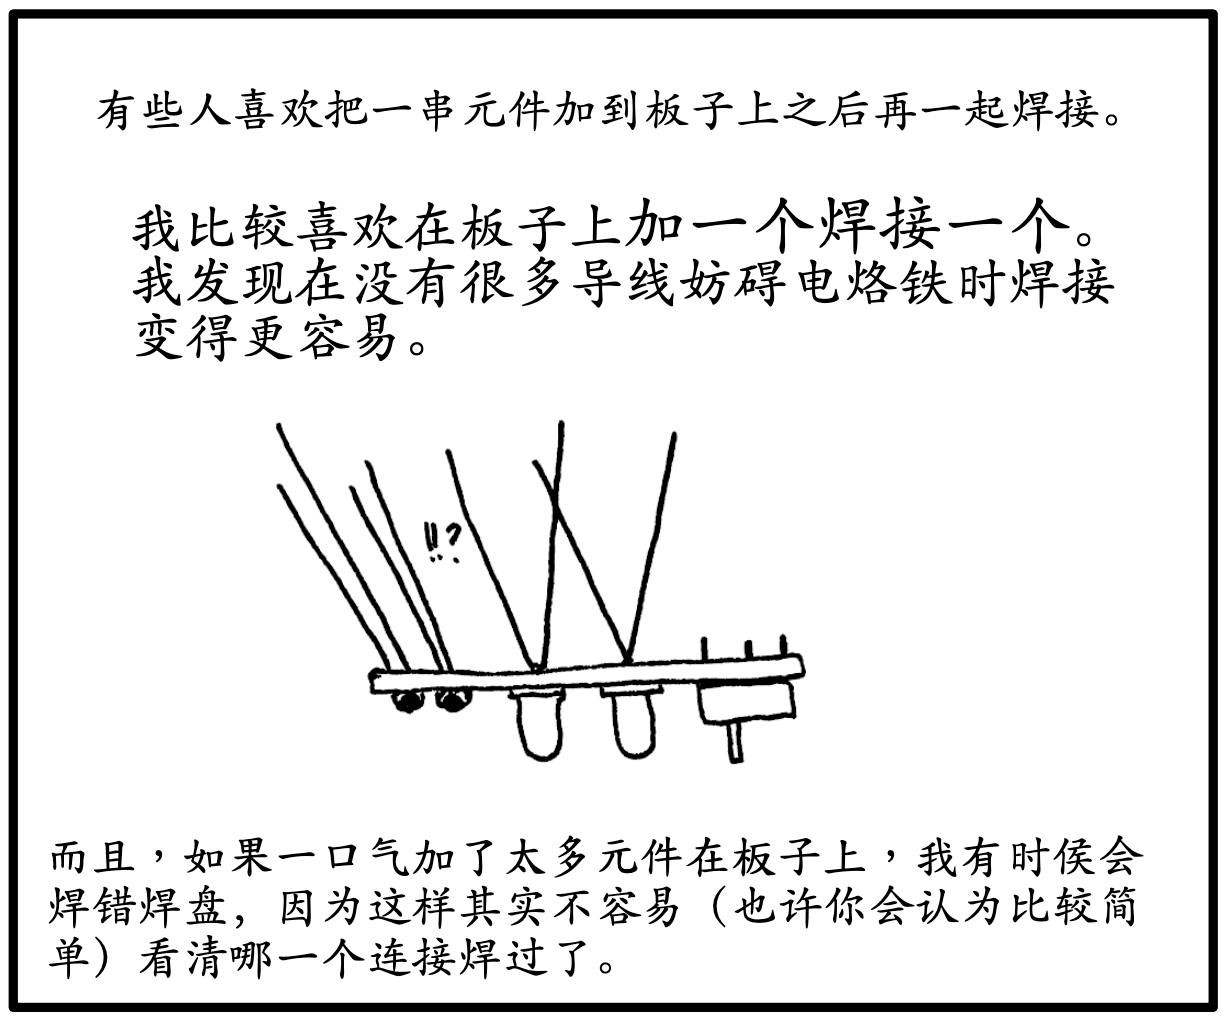 有些人喜欢把一串元件加到板子上之后再一起焊接。
我比较喜欢在板子上加一个焊接一个。
我发现在没有很多导线妨碍电烙铁时焊接
变得更容易。
!!?
而且，如果一口气加了太多元件在板子上，我有时侯会
焊错焊盘，因为这样其实不容易（也许你会认为比较简
单）看清哪一个连接焊过了。